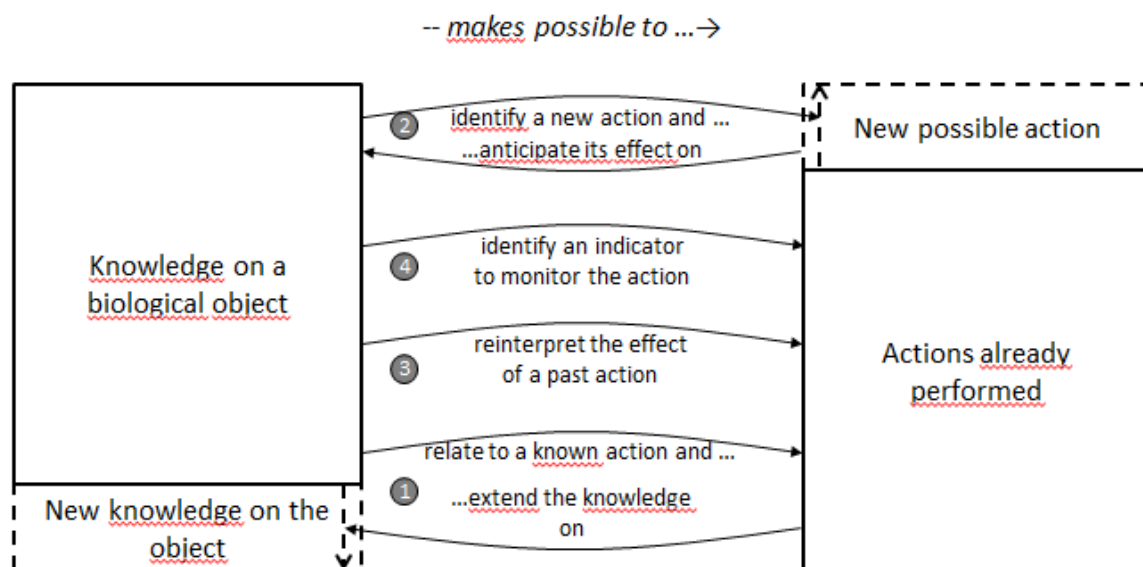 -- makes possible to ...→
2
identify a new action and ...
...anticipate its effect on
New possible action
Knowledge on a
biological object
4
identify an indicator
to monitor the action
3
reinterpret the effect
of a past action
Actions already
performed
relate to a known action and ...
1
...extend the knowledge
on
New knowledge on the
object